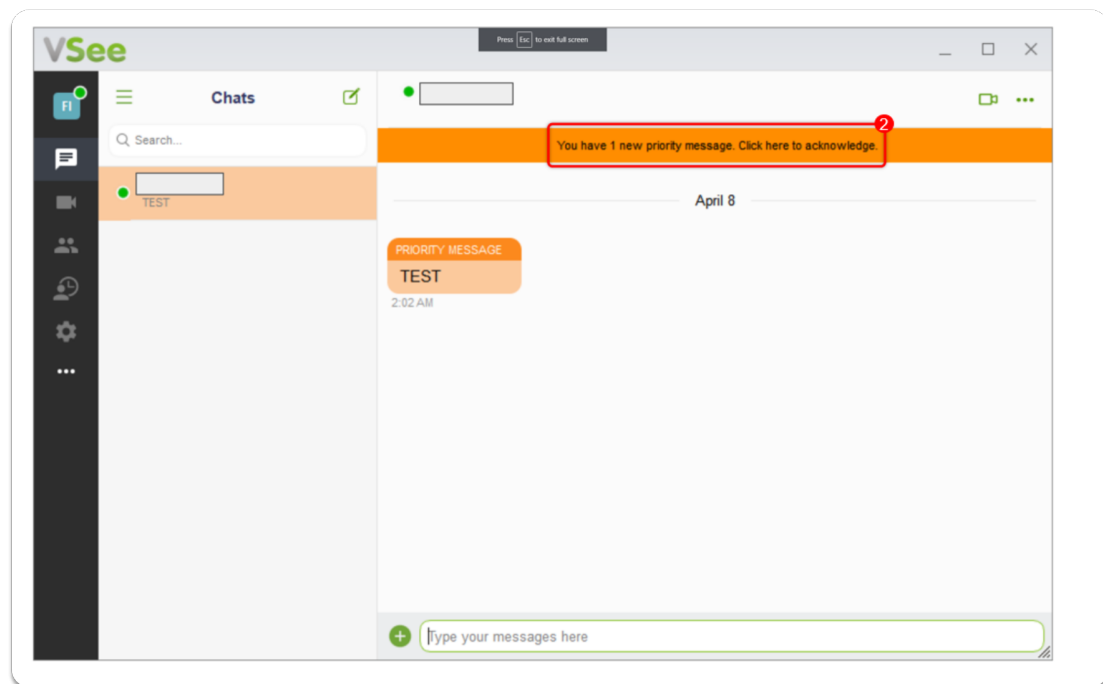 VSee
Press Esc to exit full screen
FI
Chats
Search...
TEST
2
You have 1 new priority message. Click here to acknowledge.
April 8
PRIORITY MESSAGE
TEST
2:02 AM
Type your messages here